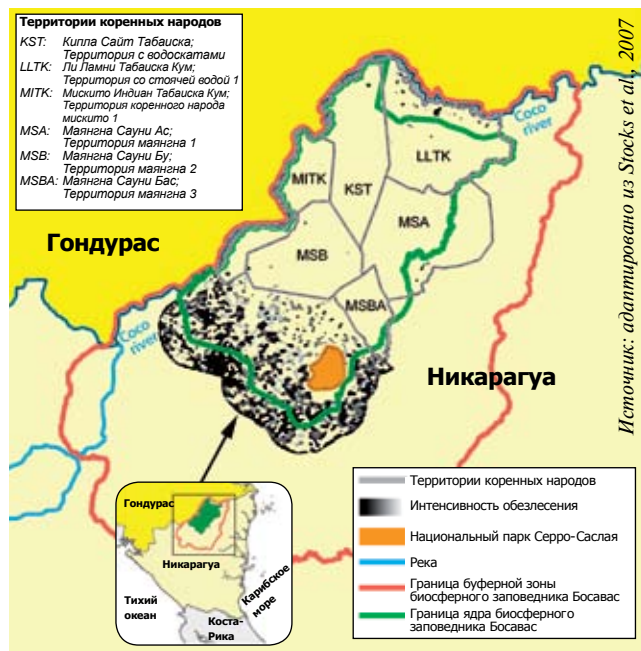 Территории коренных народов
KST: Кипла Сайт Табаиска;
Территория с водоскатами
LLTK: Ли Ламни Табаиска Кум;
Территория со стоячей водой 1
MITK: Мискито Индиан Табаиска Кум;
Территория коренного народа
мискито 1
MSA: Маянгна Сауни Ас;
Территория маянгна 1
MSB: Маянгна Сауни Бу;
Территория маянгна 2
MSBA: Маянгна Сауни Бас;
Территория маянгна 3
Источник: адаптировано из Stocks et al., 2007
Coco
river
LLTK
MITK
KST
MSA
Гондурас
MSB
MSBA
Coco
river
Никарагуа
Гондурас
Никарагуа
Карибское
море
Тихий
океан
Коста-
Рика
Территории коренных народов
Интенсивность обезлесения
Национальный парк Серро-Саслая
Река
Граница буферной зоны
биосферного заповедника Босавас
Граница ядра биосферного
заповедника Босавас